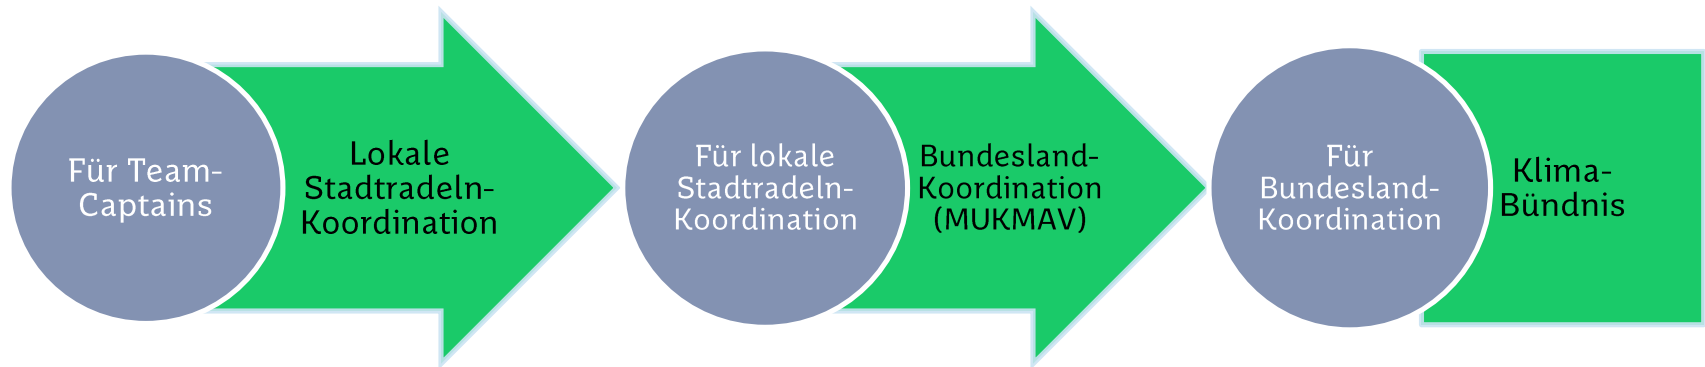 Für Team-
Captains
Lokale
Stadtradeln-
Koordination
Für lokale
Stadtradeln-
Koordination
Bundesland-
Koordination
(MUKMAV)
Für
Bundesland-
Koordination
Klima-
Bündnis